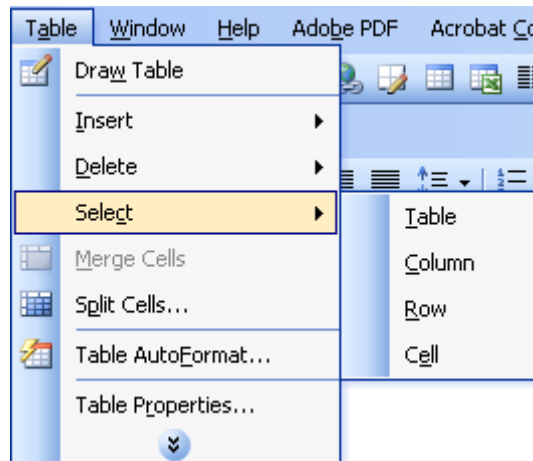 Table Window Help Adobe PDF Acrobat
Draw Table
Insert
Delete
Select
Table
Merge Cells
Column
Split Cells...
Row
Table AutoFormat...
Cell
Table Properties...